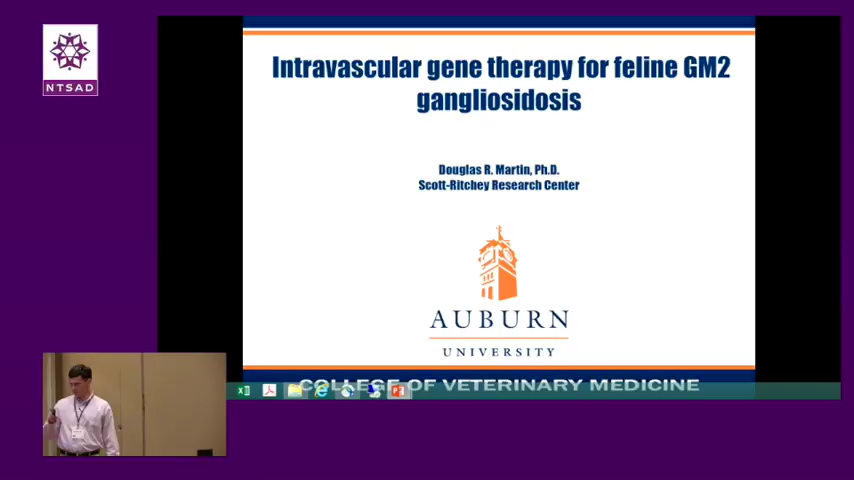 NTSAD
Intravascular gene therapy for feline GM2
gangliosidosis
Douglas R. Martin, Ph.D.
Scott-Ritchey Research Center
AUBURN
UNIVERSITY
COLLEGE OF VETERINARY MEDICINE